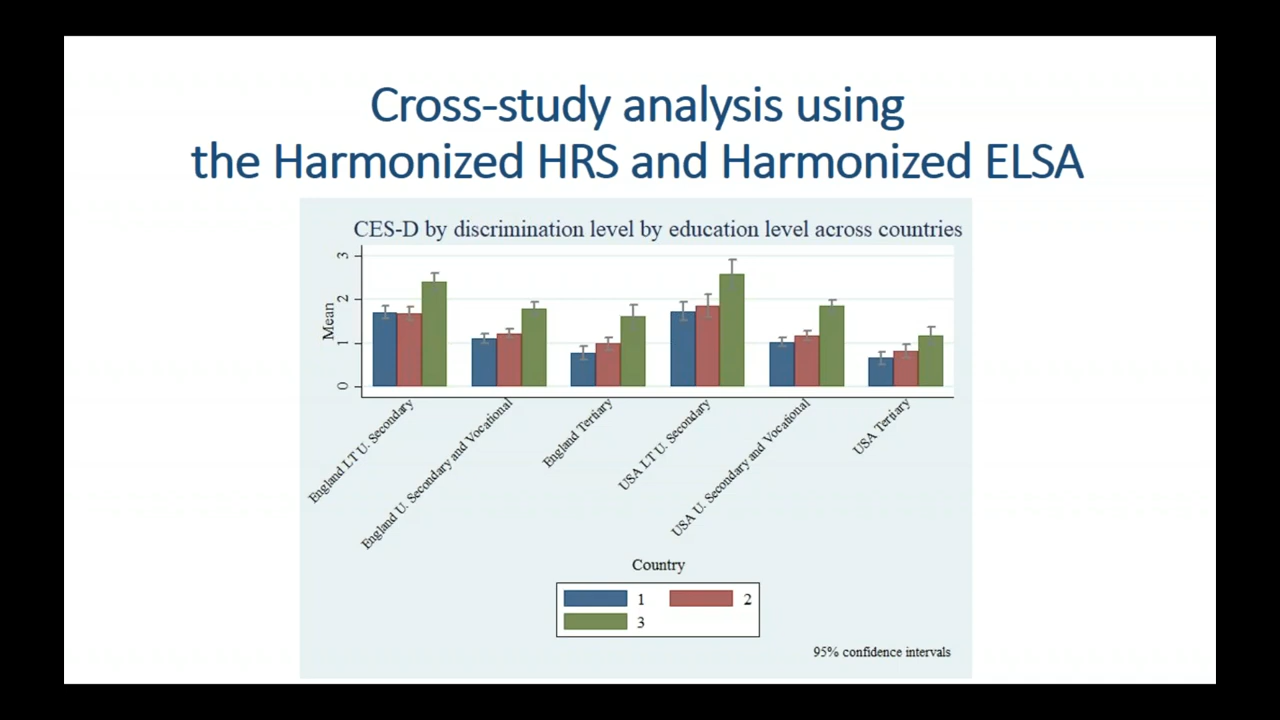 Cross-study analysis using
the Harmonized HRS and Harmonized ELSA
CES-D by discrimination level by education level across countries
Mean
3
2
1
0
England LT U. Secondary
England U. Secondary and Vocational
England Tertiary
USA LT U. Secondary
USA U. Secondary and Vocational
USA Tertiary
Country
1 2
3
95% confidence intervals